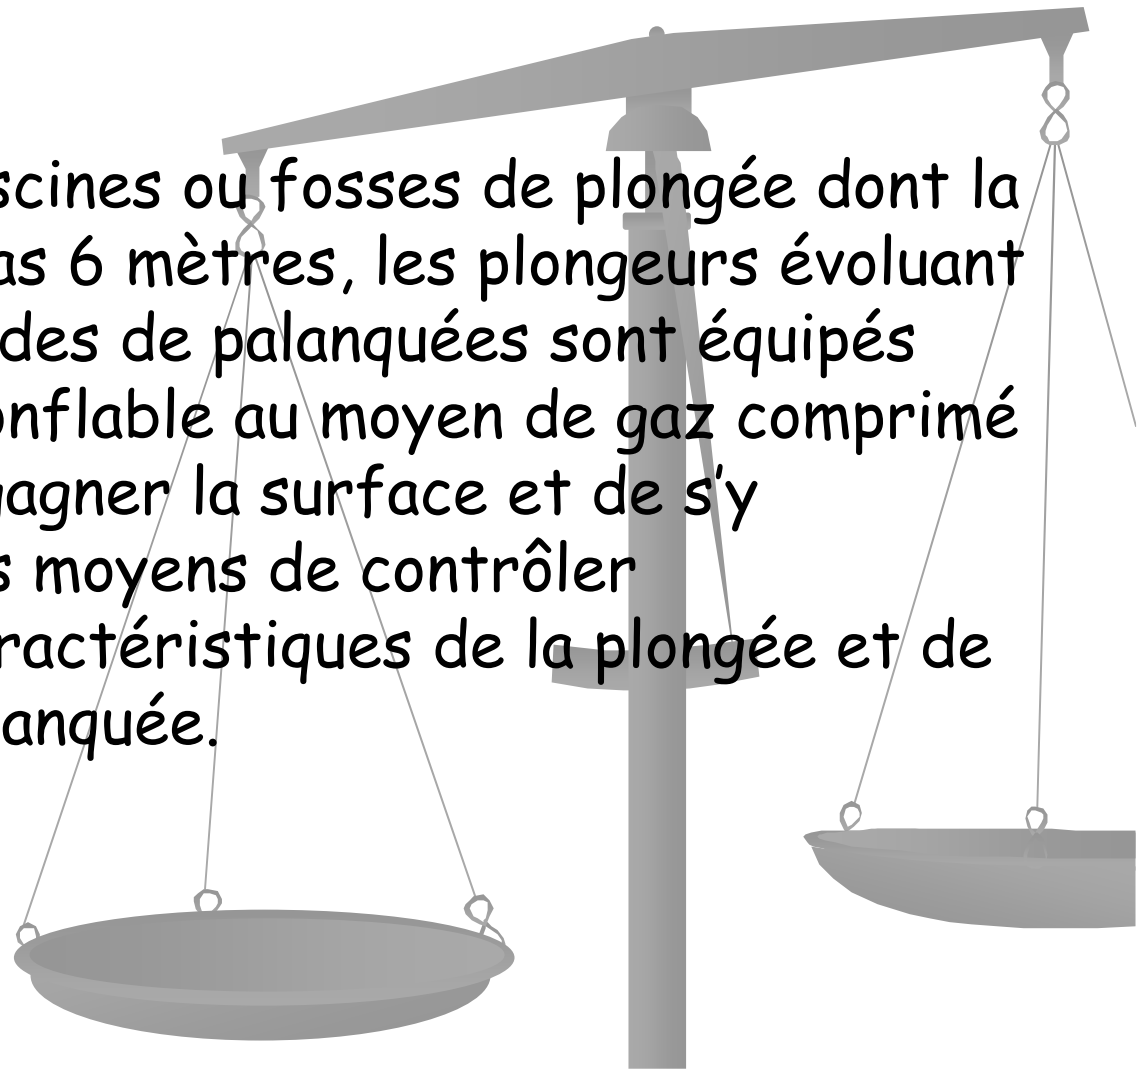 scines ou fosses de plongée dont la
as 6 mètres, les plongeurs évoluant
des de palanquées sont équipés
onflable au moyen de gaz comprimé
gagner la surface et de s’y
s moyens de contrôler
ractéristiques de la plongée et de
anquée.